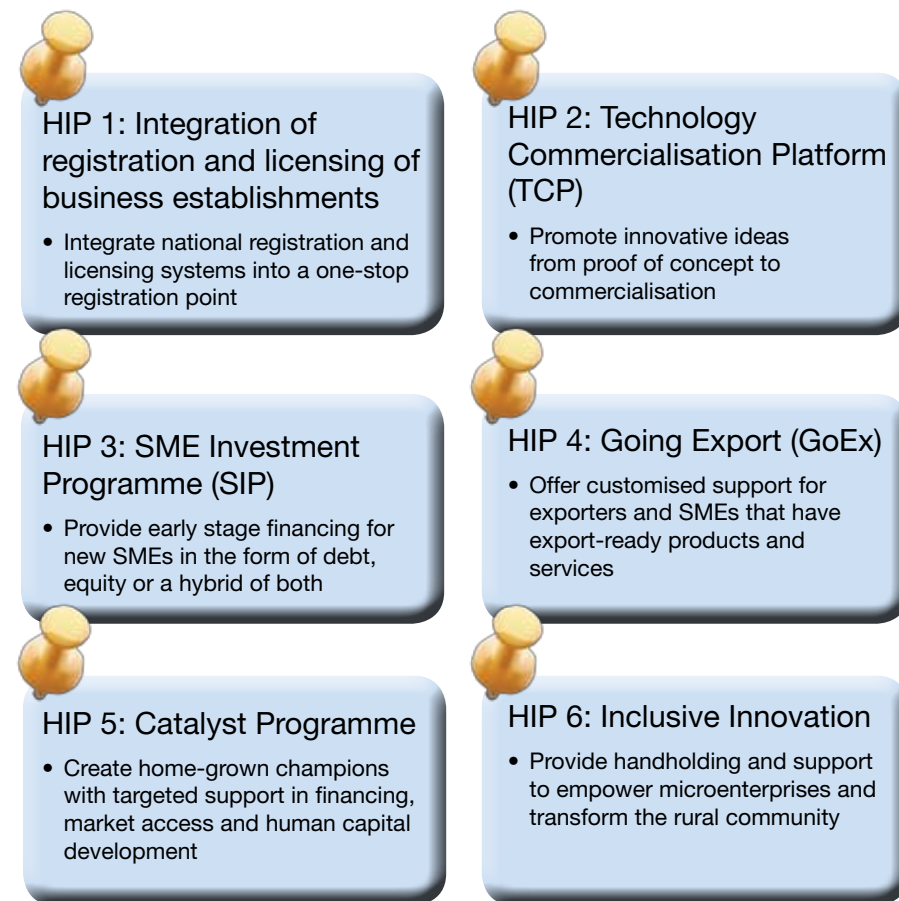 HIP 1: Integration of
registration and licensing of
business establishments
• Integrate national registration and
licensing systems into a one-stop
registration point
HIP 2: Technology
Commercialisation Platform
(TCP)
• Promote innovative ideas
from proof of concept to
commercialisation
HIP 3: SME Investment
Programme (SIP)
• Provide early stage financing for
new SMEs in the form of debt,
equity or a hybrid of both
HIP 4: Going Export (GoEx)
• Offer customised support for
exporters and SMEs that have
export-ready products and
services
HIP 5: Catalyst Programme
• Create home-grown champions
with targeted support in financing,
market access and human capital
development
HIP 6: Inclusive Innovation
• Provide handholding and support
to empower microenterprises and
transform the rural community